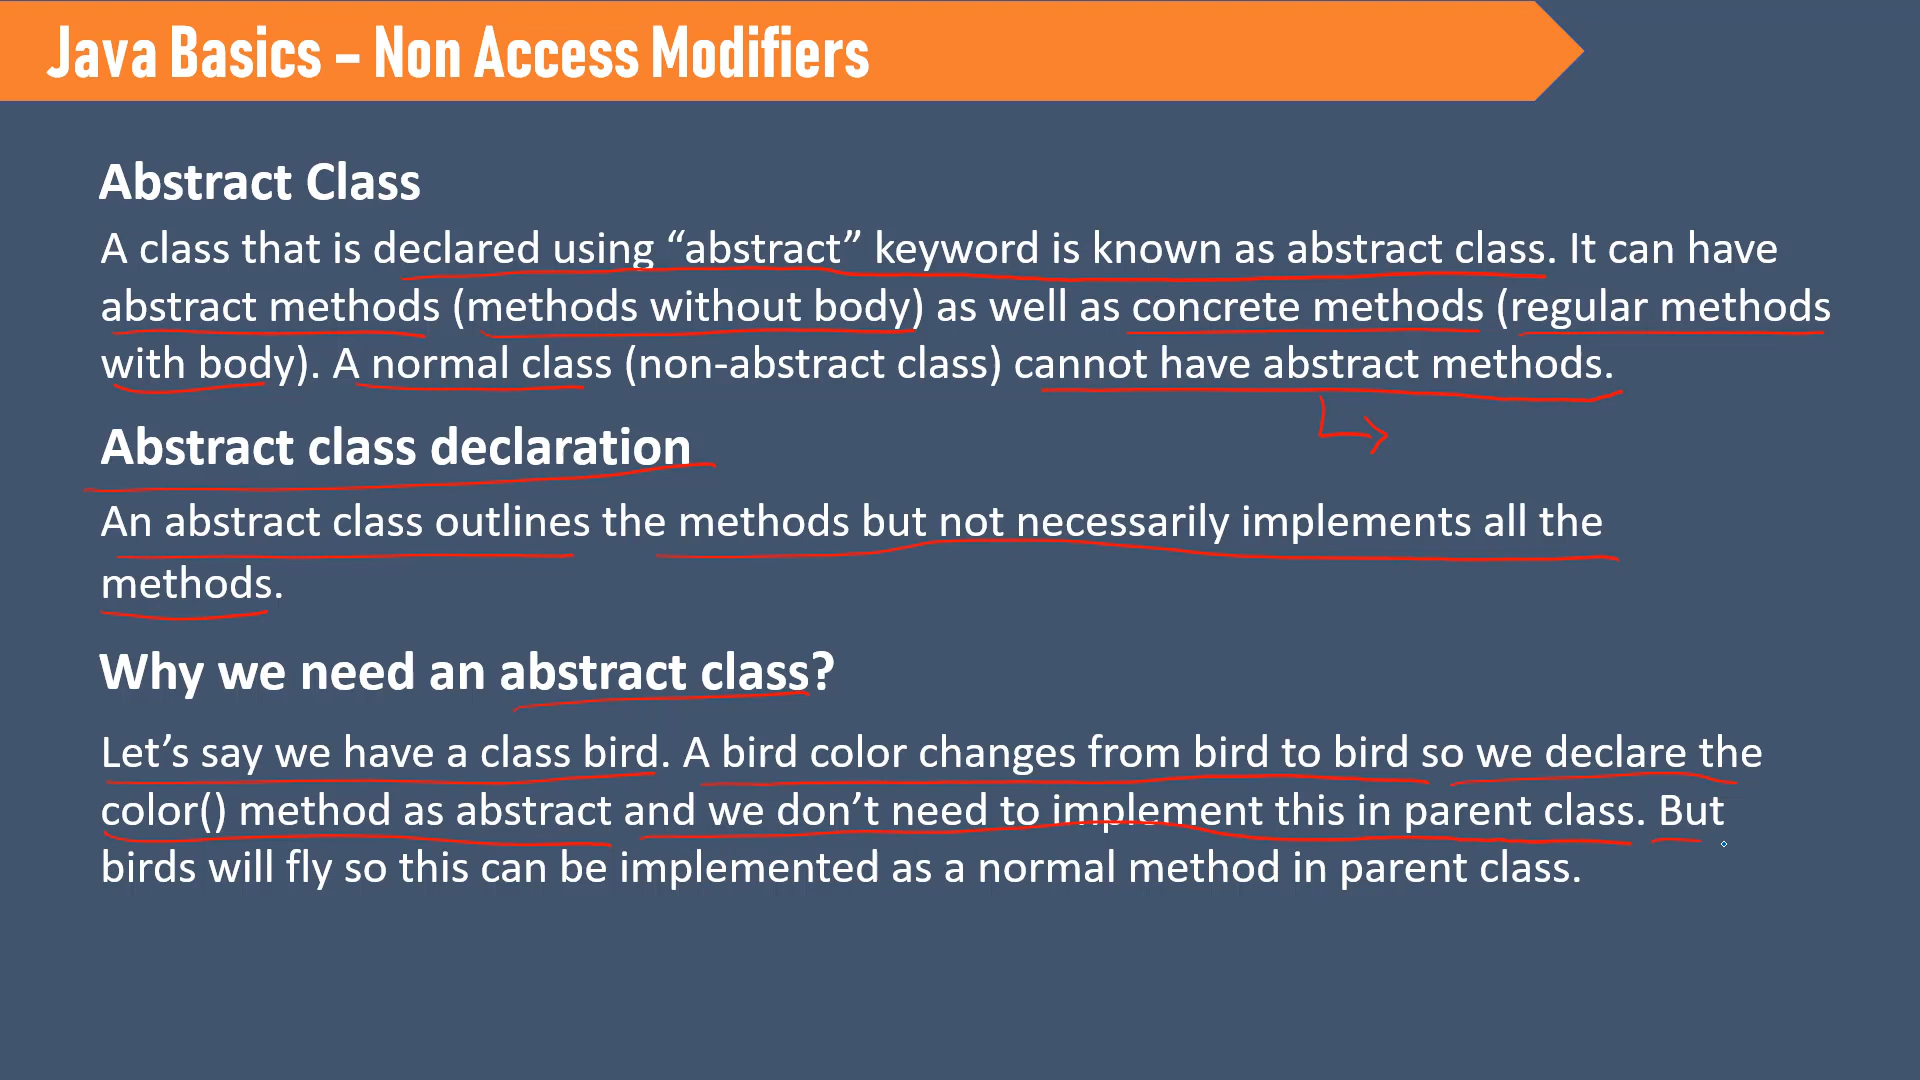 Java Basics – Non Access Modifiers
Abstract Class
A class that is declared using “abstract” keyword is known as abstract class. It can have
abstract methods (methods without body) as well as concrete methods (regular methods
with body). A normal class (non-abstract class) cannot have abstract methods.
Abstract class declaration
An abstract class outlines the methods but not necessarily implements all the
methods.
Why we need an abstract class?
Let’s say we have a class bird. A bird color changes from bird to bird so we declare the
color() method as abstract and we don’t need to implement this in parent class. But
birds will fly so this can be implemented as a normal method in parent class.